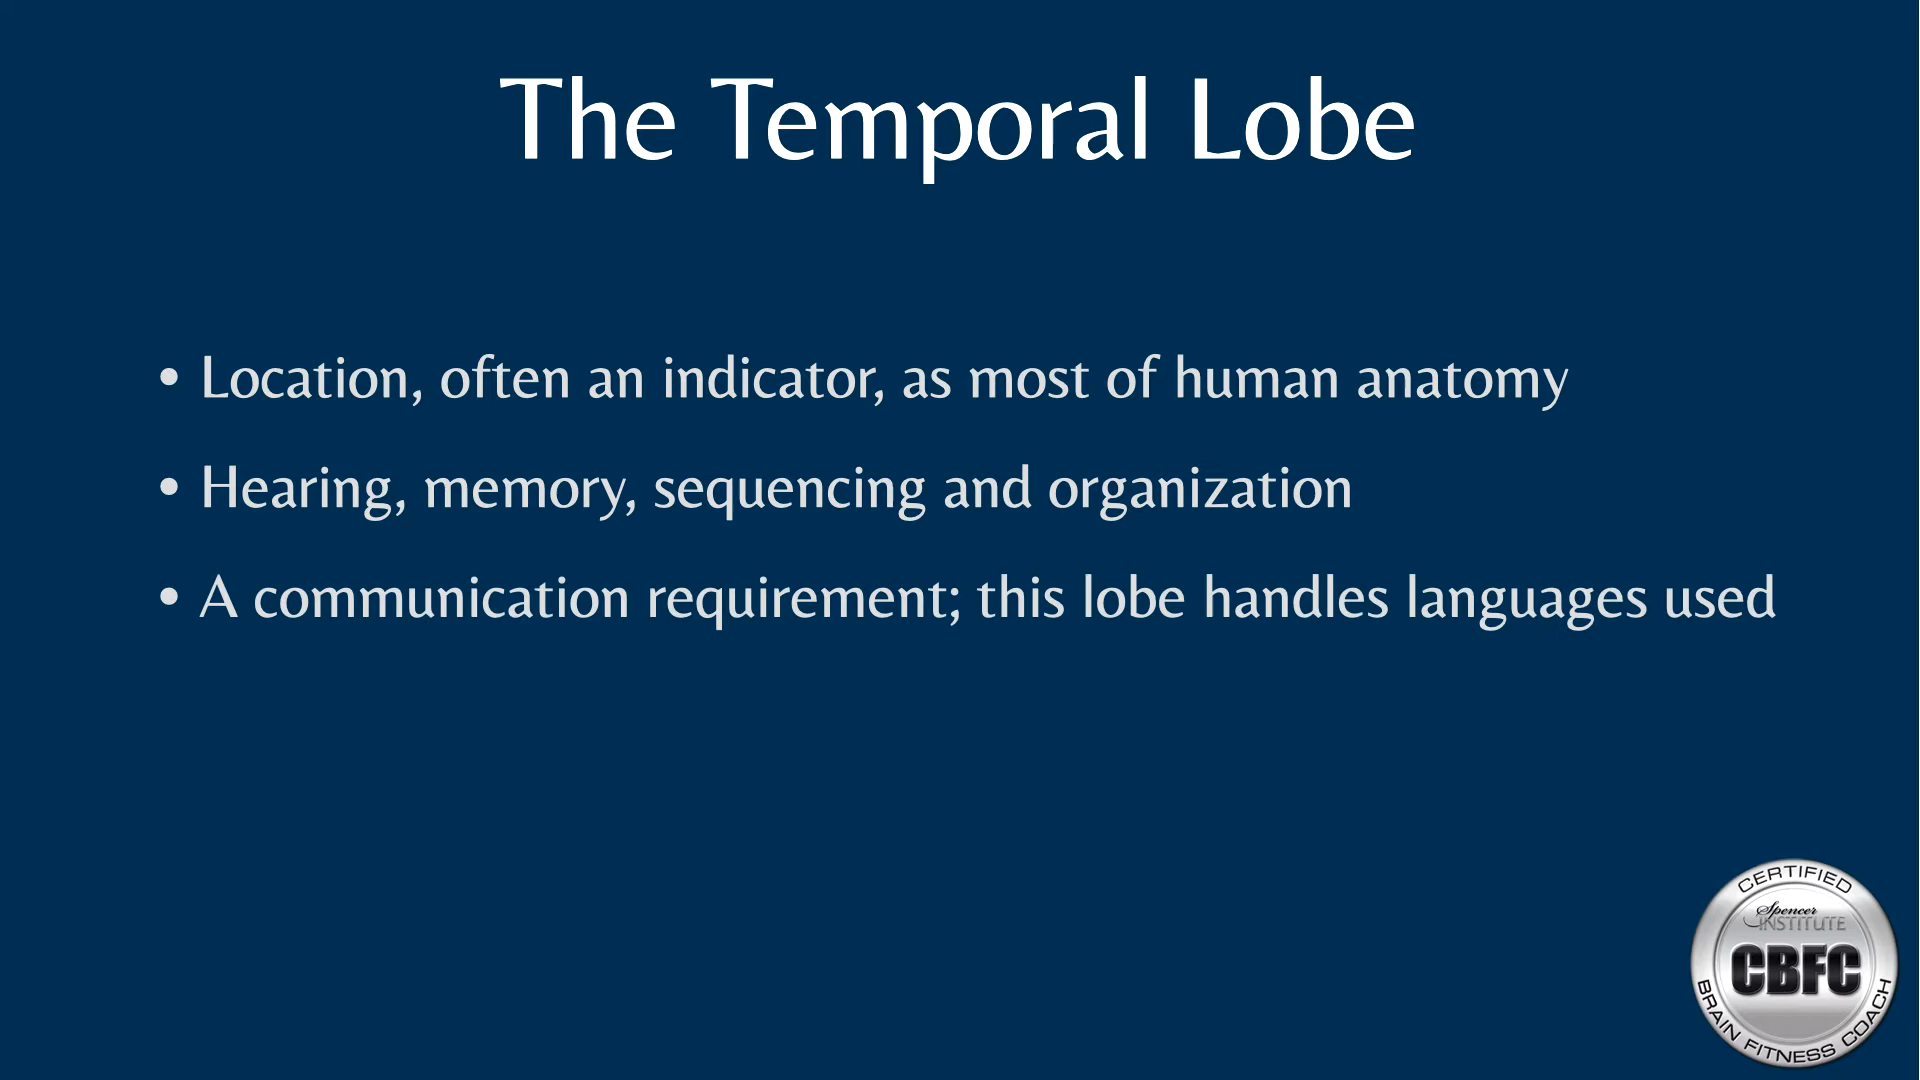 The Temporal Lobe
• Location, often an indicator, as most of human anatomy
• Hearing, memory, sequencing and organization
• A communication requirement; this lobe handles languages used
CERTIFIED
Spencer
INSTITUTE
CBFC
BRAIN FITNESS COACH